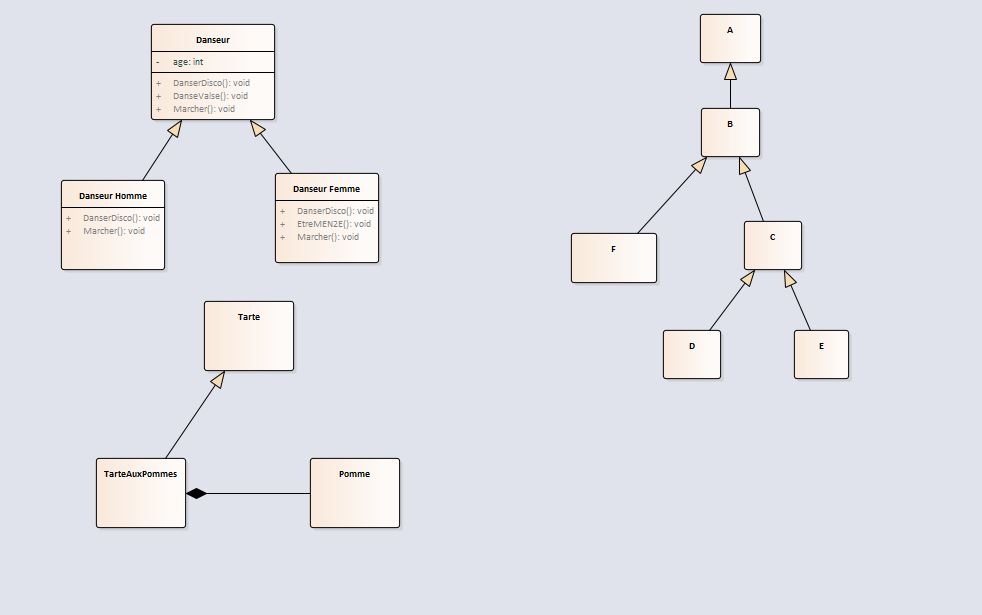 Danseur
- age: int
+ DanserDisco(): void
+ DanseValse(): void
+ Marcher(): void
Danseur Homme
+ DanserDisco(): void
+ Marcher(): void
Danseur Femme
+ DanserDisco(): void
+ EtreMEN2E(): void
+ Marcher(): void
Tarte
TarteAuxPommes
Pomme
A
B
F
C
D
E